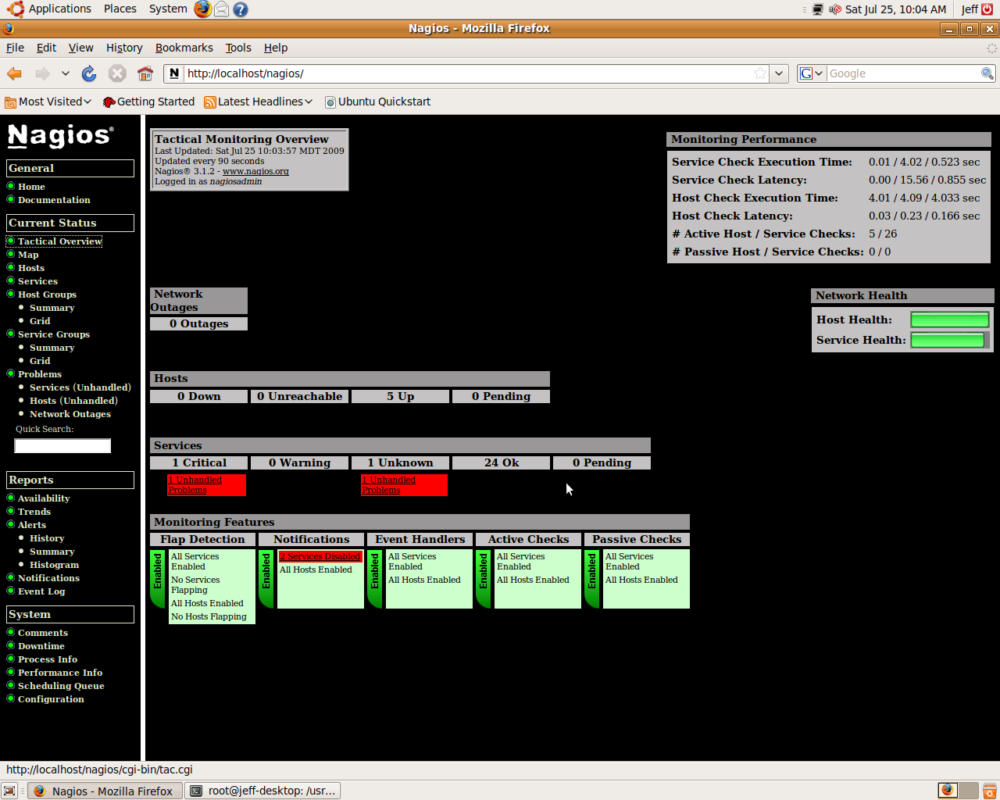 Applications Places System
Sat Jul 25, 10:04 AM
Jeff
Nagios - Mozilla Firefox
File Edit View History Bookmarks Tools Help
N
http://localhost/nagios/
G
Google
Most Visited Getting Started Latest Headlines Ubuntu Quickstart
Nagios®
General
Home
Documentation
Current Status
Tactical Overview
Map
Hosts
Services
Host Groups
Summary
Grid
Service Groups
Summary
Grid
Problems
Services (Unhandled)
Hosts (Unhandled)
Network Outages
Quick Search:
Reports
Availability
Trends
Alerts
History
Summary
Histogram
Notifications
Event Log
System
Comments
Downtime
Process Info
Performance Info
Scheduling Queue
Configuration
Tactical Monitoring Overview
Last Updated: Sat Jul 25 10:03:57 MDT 2009
Updated every 90 seconds
Nagios® 3.1.2 - www.nagios.org
Logged in as nagiosadmin
Monitoring Performance
Service Check Execution Time: 0.01 / 4.02 / 0.523 sec
Service Check Latency: 0.00 / 15.56 / 0.855 sec
Host Check Execution Time: 4.01 / 4.09 / 4.033 sec
Host Check Latency: 0.03 / 0.23 / 0.166 sec
# Active Host / Service Checks: 5 / 26
# Passive Host / Service Checks: 0 / 0
Network
Outages
0 Outages
Network Health
Host Health:
Service Health:
Hosts
0 Down 0 Unreachable 5 Up 0 Pending
Services
1 Critical 0 Warning 1 Unknown 24 Ok 0 Pending
1 Unhandled
Problems
1 Unhandled
Problems
Monitoring Features
Flap Detection Notifications Event Handlers Active Checks Passive Checks
Enabled
All Services
Enabled
No Services
Flapping
All Hosts Enabled
No Hosts Flapping
Enabled
2 Services Disabled
All Hosts Enabled
Enabled
All Services
Enabled
All Hosts Enabled
Enabled
All Services
Enabled
All Hosts Enabled
Enabled
All Services
Enabled
All Hosts Enabled
http://localhost/nagios/cgi-bin/tac.cgi
Nagios - Mozilla Firefox
root@jeff-desktop: /usr...